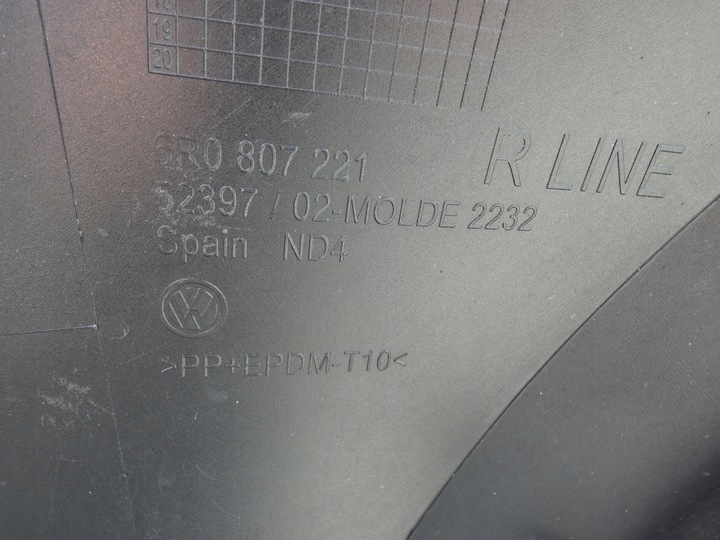 19
20
6R0 807 221
R LINE
52397 / 02-MOLDE 2232
Spain ND4
>PP+EPDM-T10<